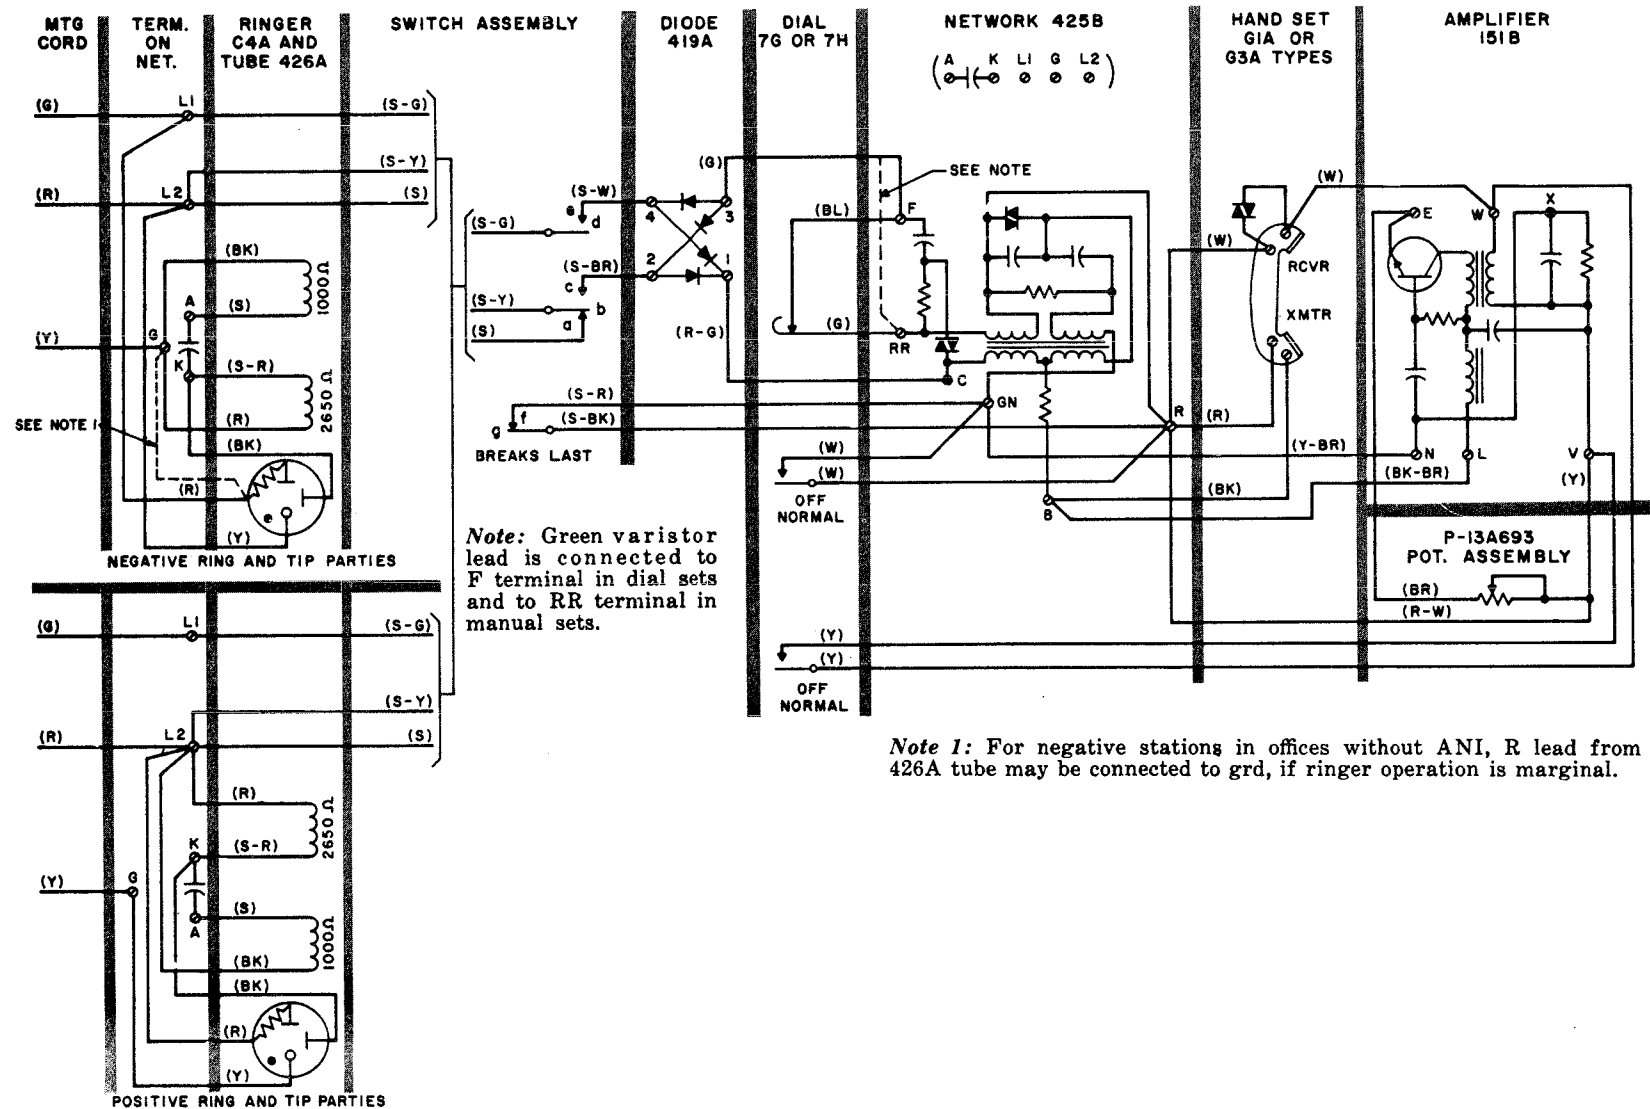 MTG
CORD
TERM.
ON
NET.
RINGER
C4A AND
TUBE 426A
SWITCH ASSEMBLY
DIODE
419A
DIAL
7G OR 7H
NETWORK 425B
(A K L1 G L2)
HAND SET
G1A OR
G3A TYPES
AMPLIFIER
151B
(G)
L1
(S-G)
(S-Y)
(R)
L2
(S)
(BK)
1000Ω
A
(S)
(Y)
G
K
(S-R)
2650Ω
(R)
SEE NOTE 1
(BK)
(R)
(Y)
NEGATIVE RING AND TIP PARTIES
(S-W)
e
d
(S-G)
(S-BR)
c
(S-Y)
b
a
(S)
4
3
2
1
(G)
(R-G)
(S-R)
f
g
(S-BK)
BREAKS LAST
(BL)
F
SEE NOTE
(G)
RR
C
GN
(W)
(W)
OFF
NORMAL
B
R
(W)
(W)
RCVR
XMTR
(R)
(Y-BR)
(BK)
(BK-BR)
E
W
X
N
L
V
(Y)
P-13A693
POT. ASSEMBLY
(BR)
(R-W)
(Y)
(Y)
OFF
NORMAL
Note: Green varistor
lead is connected to
F terminal in dial sets
and to RR terminal in
manual sets.
Note 1: For negative stations in offices without ANI, R lead from
426A tube may be connected to grd, if ringer operation is marginal.
(G)
L1
(S-G)
(S-Y)
(R)
L2
(S)
(R)
2650Ω
K
(S-R)
(Y)
G
(S)
A
1000Ω
(BK)
(BK)
(R)
(Y)
POSITIVE RING AND TIP PARTIES